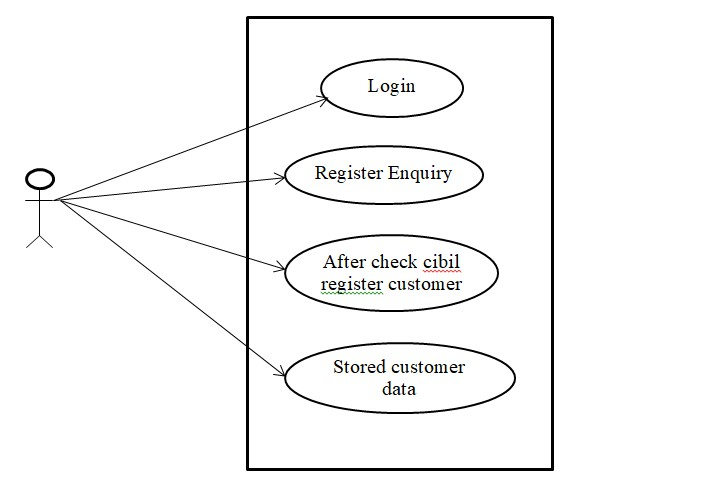 Login
Register Enquiry
After check cibil
register customer
Stored customer
data